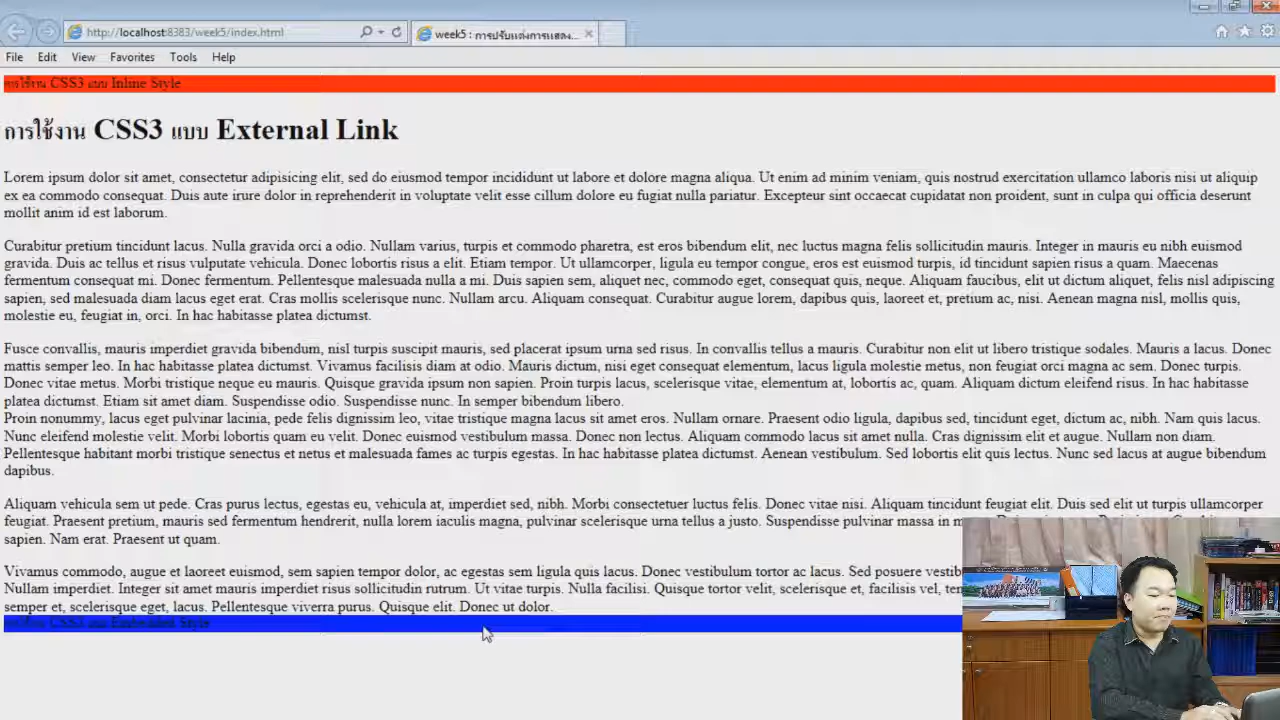 http://localhost:8383/week5/index.html
week5 : การปรับแต่งการแสดง...
File Edit View Favorites Tools Help
การใช้งาน CSS3 แบบ Inline Style
การใช้งาน CSS3 แบบ External Link
Lorem ipsum dolor sit amet, consectetur adipisicing elit, sed do eiusmod tempor incididunt ut labore et dolore magna aliqua. Ut enim ad minim veniam, quis nostrud exercitation ullamco laboris nisi ut aliquip
ex ea commodo consequat. Duis aute irure dolor in reprehenderit in voluptate velit esse cillum dolore eu fugiat nulla pariatur. Excepteur sint occaecat cupidatat non proident, sunt in culpa qui officia deserunt
mollit anim id est laborum.
Curabitur pretium tincidunt lacus. Nulla gravida orci a odio. Nullam varius, turpis et commodo pharetra, est eros bibendum elit, nec luctus magna felis sollicitudin mauris. Integer in mauris eu nibh euismod
gravida. Duis ac tellus et risus vulputate vehicula. Donec lobortis risus a elit. Etiam tempor. Ut ullamcorper, ligula eu tempor congue, eros est euismod turpis, id tincidunt sapien risus a quam. Maecenas
fermentum consequat mi. Donec fermentum. Pellentesque malesuada nulla a mi. Duis sapien sem, aliquet nec, commodo eget, consequat quis, neque. Aliquam faucibus, elit ut dictum aliquet, felis nisl adipiscing
sapien, sed malesuada diam lacus eget erat. Cras mollis scelerisque nunc. Nullam arcu. Aliquam consequat. Curabitur augue lorem, dapibus quis, laoreet et, pretium ac, nisi. Aenean magna nisl, mollis quis,
molestie eu, feugiat in, orci. In hac habitasse platea dictumst.
Fusce convallis, mauris imperdiet gravida bibendum, nisl turpis suscipit mauris, sed placerat ipsum urna sed risus. In convallis tellus a mauris. Curabitur non elit ut libero tristique sodales. Mauris a lacus. Donec
mattis semper leo. In hac habitasse platea dictumst. Vivamus facilisis diam at odio. Mauris dictum, nisi eget consequat elementum, lacus ligula molestie metus, non feugiat orci magna ac sem. Donec turpis.
Donec vitae metus. Morbi tristique neque eu mauris. Quisque gravida ipsum non sapien. Proin turpis lacus, scelerisque vitae, elementum at, lobortis ac, quam. Aliquam dictum eleifend risus. In hac habitasse platea
dictumst. Etiam sit amet diam. Suspendisse odio. Suspendisse nunc. In semper bibendum libero.
Proin nonummy, lacus eget pulvinar lacinia, pede felis dignissim leo, vitae tristique magna lacus sit amet eros. Nullam ornare. Praesent odio ligula, dapibus sed, tincidunt eget, dictum ac, nibh. Nam quis lacus.
Nunc eleifend molestie velit. Morbi lobortis quam eu velit. Donec euismod vestibulum massa. Donec non lectus. Aliquam commodo lacus sit amet nulla. Cras dignissim elit et augue. Nullam non diam.
Pellentesque habitant morbi tristique senectus et netus et malesuada fames ac turpis egestas. In hac habitasse platea dictumst. Aenean vestibulum. Sed lobortis elit quis lectus. Nunc sed lacus at augue bibendum
dapibus.
Aliquam vehicula sem ut pede. Cras purus lectus, egestas eu, vehicula at, imperdiet sed, nibh. Morbi consectetuer luctus felis. Donec vitae nisi. Aliquam tincidunt feugiat elit. Duis sed elit ut turpis ullamcorper
feugiat. Praesent pretium, mauris sed fermentum hendrerit, nulla lorem iaculis magna, pulvinar scelerisque urna tellus a justo. Suspendisse pulvinar massa in
sapien. Nam erat. Praesent ut quam.
Vivamus commodo, augue et laoreet euismod, sem sapien tempor dolor, ac egestas sem ligula quis lacus. Donec vestibulum tortor ac lacus. Sed posuere vestib
Nullam imperdiet. Integer sit amet mauris imperdiet risus sollicitudin rutrum. Ut vitae turpis. Nulla facilisi. Quisque tortor velit, scelerisque et, facilisis vel,
semper et, scelerisque eget, lacus. Pellentesque viverra purus. Quisque elit. Donec ut dolor.
การใช้งาน CSS3 แบบ Embedded Style